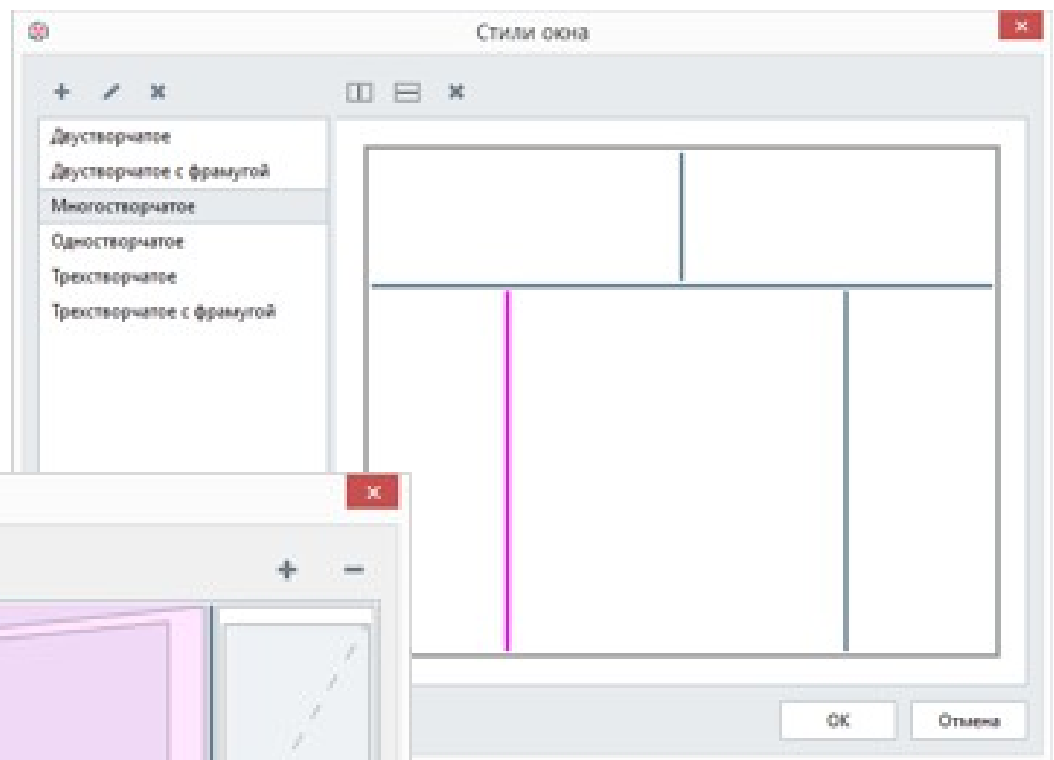 Стили окна
Двустворчатое
Двустворчатое с фрамугой
Многостворчатое
Одностворчатое
Трехстворчатое
Трехстворчатое с фрамугой
ОК
Отмена